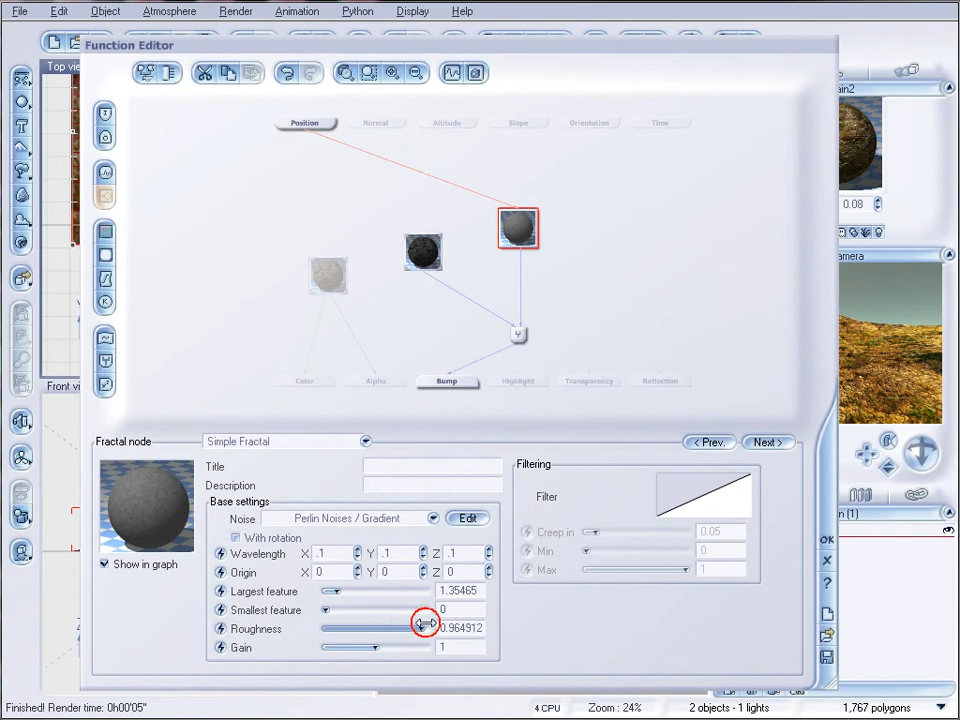 File Edit Object Atmosphere Render Animation Python Display Help
Function Editor
Top vie
Position Normal Altitude Slope Orientation Time
ain2
0.08
amera
Color Alpha Bump Highlight Transparency Reflection
Front vi
Fractal node Simple Fractal < Prev. Next >
Title
Description
Base settings
Noise Perlin Noises / Gradient Edit
With rotation
Wavelength X .1 Y .1 Z .1
Origin X 0 Y 0 Z 0
Largest feature 1.35465
Smallest feature 0
Roughness 0.964912
Gain 1
Show in graph
Filtering
Filter
Creep in 0.05
Min 0
Max 1
n (1)
OK
X
?
Finished! Render time: 0h00'05" 4 CPU Zoom : 24% 2 objects - 1 lights 1,767 polygons